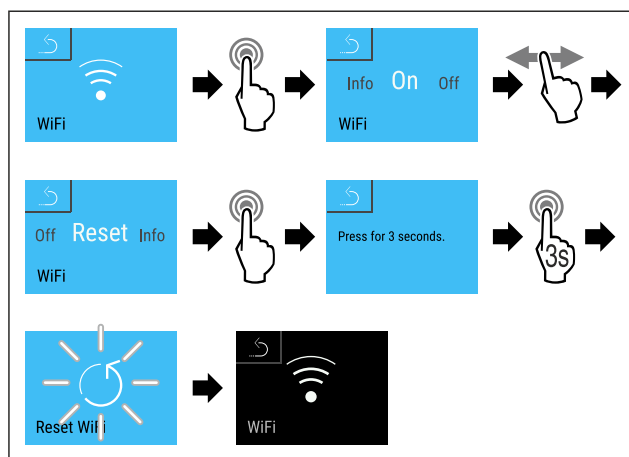 WiFi
Info On Off
WiFi
Off Reset Info
WiFi
Press for 3 seconds.
3s
Reset WiFi
WiFi